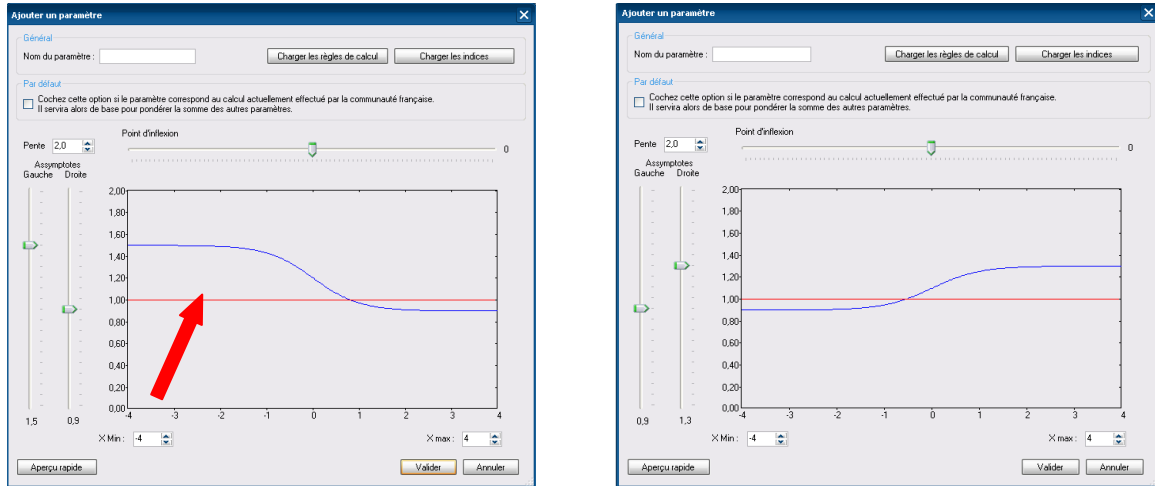 Ajouter un paramètre
Général
Nom du paramètre :
Charger les règles de calcul
Charger les indices
Par défaut
Cochez cette option si le paramètre correspond au calcul actuellement effectué par la communauté française.
Il servira alors de base pour pondérer la somme des autres paramètres.
Pente 2,0
Point d'inflexion
0
Assymptotes
Gauche Droite
2,00
1,80
1,60
1,40
1,20
1,00
0,80
0,60
0,40
0,20
0,00
-4 -3 -2 -1 0 1 2 3 4
1,5 0,9
X Min : -4
X max : 4
Aperçu rapide
Valider
Annuler
Ajouter un paramètre
Général
Nom du paramètre :
Charger les règles de calcul
Charger les indices
Par défaut
Cochez cette option si le paramètre correspond au calcul actuellement effectué par la communauté française.
Il servira alors de base pour pondérer la somme des autres paramètres.
Pente 2,0
Point d'inflexion
0
Assymptotes
Gauche Droite
2,00
1,80
1,60
1,40
1,20
1,00
0,80
0,60
0,40
0,20
0,00
-4 -3 -2 -1 0 1 2 3 4
0,9 1,3
X Min : -4
X max : 4
Aperçu rapide
Valider
Annuler